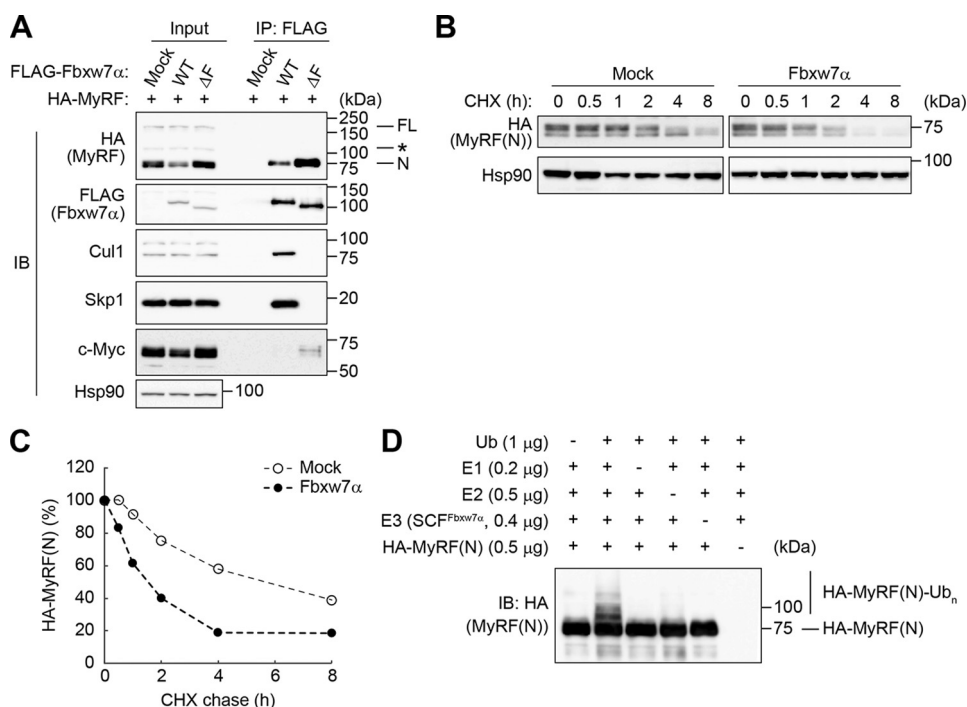 A
Input IP: FLAG
FLAG-Fbxw7α: Mock WT ΔF Mock WT ΔF
HA-MyRF: + + + + + + (kDa)
IB
HA
(MyRF)
250
150
100
75
FL
*
N
FLAG
(Fbxw7α)
150
100
Cul1
100
75
Skp1
20
c-Myc
75
50
Hsp90
100
B
Mock Fbxw7α
CHX (h): 0 0.5 1 2 4 8 0 0.5 1 2 4 8 (kDa)
HA
(MyRF(N))
75
Hsp90
100
C
HA-MyRF(N) (%)
120
100
80
60
40
20
0
0 2 4 6 8
CHX chase (h)
Mock
Fbxw7α
D
Ub (1 μg) - + + + + +
E1 (0.2 μg) + + - + + +
E2 (0.5 μg) + + + - + +
E3 (SCFFbxw7α, 0.4 μg) + + + + - +
HA-MyRF(N) (0.5 μg) + + + + + - (kDa)
IB: HA
(MyRF(N))
100
75
HA-MyRF(N)-Ubn
HA-MyRF(N)